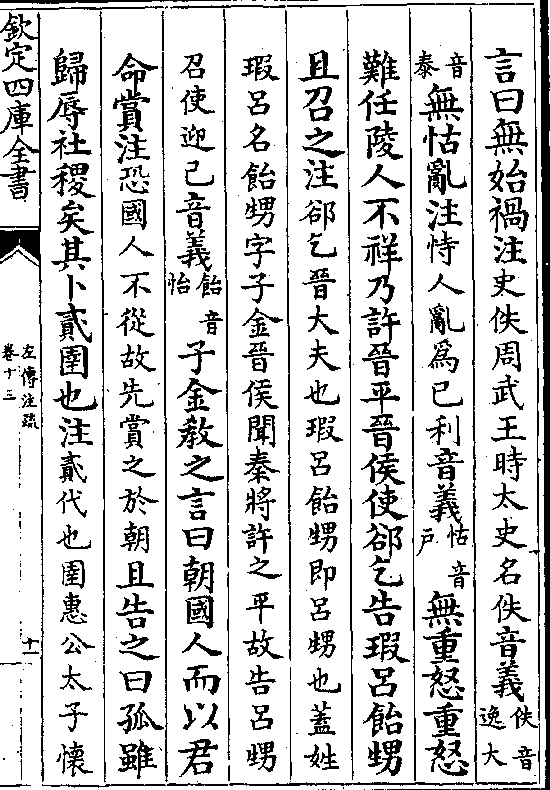 言曰無始禍注史佚周武王時太史名佚音義佚音逸大
音泰無怙亂注恃人亂為已利音義怙音戶無重怒重怒
難任陵人不祥乃許晉平晉侯使郤乞告瑕呂飴甥
且召之注郤乞晉大夫也瑕呂飴甥即呂甥也蓋姓
瑕呂名飴甥字子金晉侯聞秦將許之平故告呂甥
召使迎己音義飴音怡子金教之言曰朝國人而以君
命賞注恐國人不從故先賞之於朝且告之曰孤雖
歸辱社稷矣其卜貳圉也注貳代也圉惠公太子懷
欽定四庫全書
左傳注疏
卷十三
十一